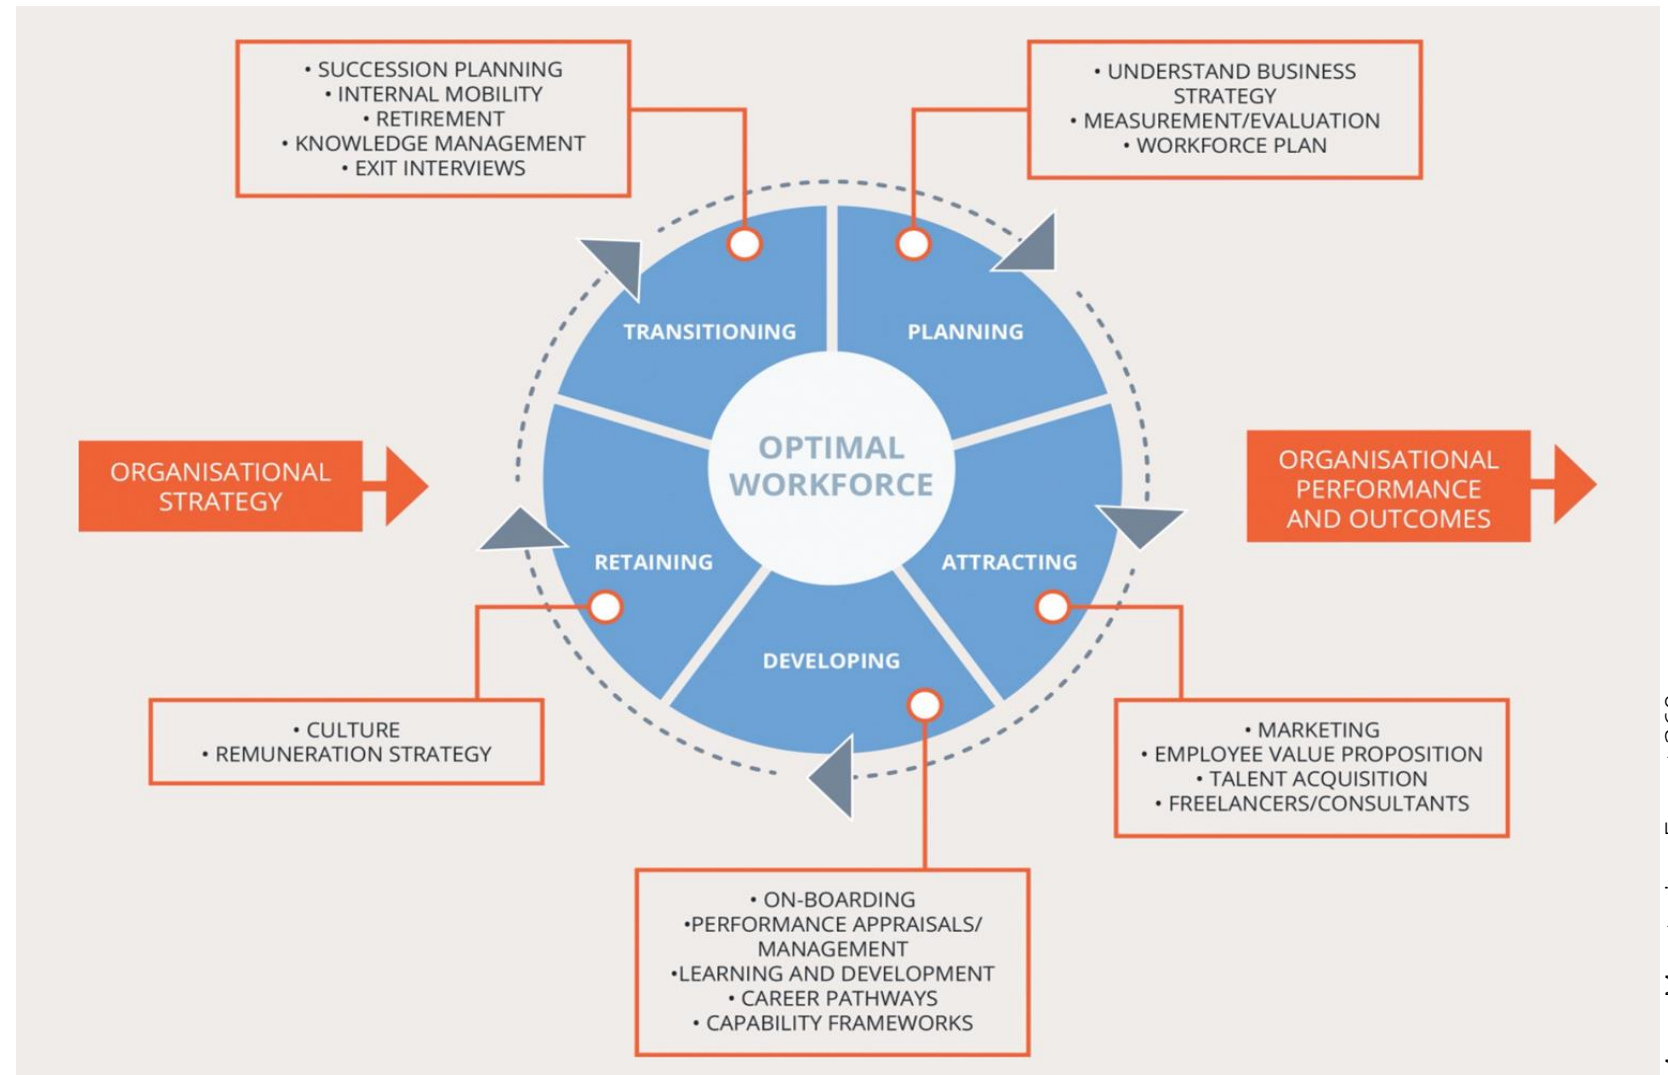 • SUCCESSION PLANNING
• INTERNAL MOBILITY
• RETIREMENT
• KNOWLEDGE MANAGEMENT
• EXIT INTERVIEWS
• UNDERSTAND BUSINESS
STRATEGY
• MEASUREMENT/EVALUATION
• WORKFORCE PLAN
TRANSITIONING
PLANNING
OPTIMAL
WORKFORCE
ORGANISATIONAL
STRATEGY
ORGANISATIONAL
PERFORMANCE
AND OUTCOMES
RETAINING
ATTRACTING
DEVELOPING
• CULTURE
• REMUNERATION STRATEGY
• MARKETING
• EMPLOYEE VALUE PROPOSITION
• TALENT ACQUISITION
• FREELANCERS/CONSULTANTS
• ON-BOARDING
•PERFORMANCE APPRAISALS/
MANAGEMENT
•LEARNING AND DEVELOPMENT
• CAREER PATHWAYS
• CAPABILITY FRAMEWORKS